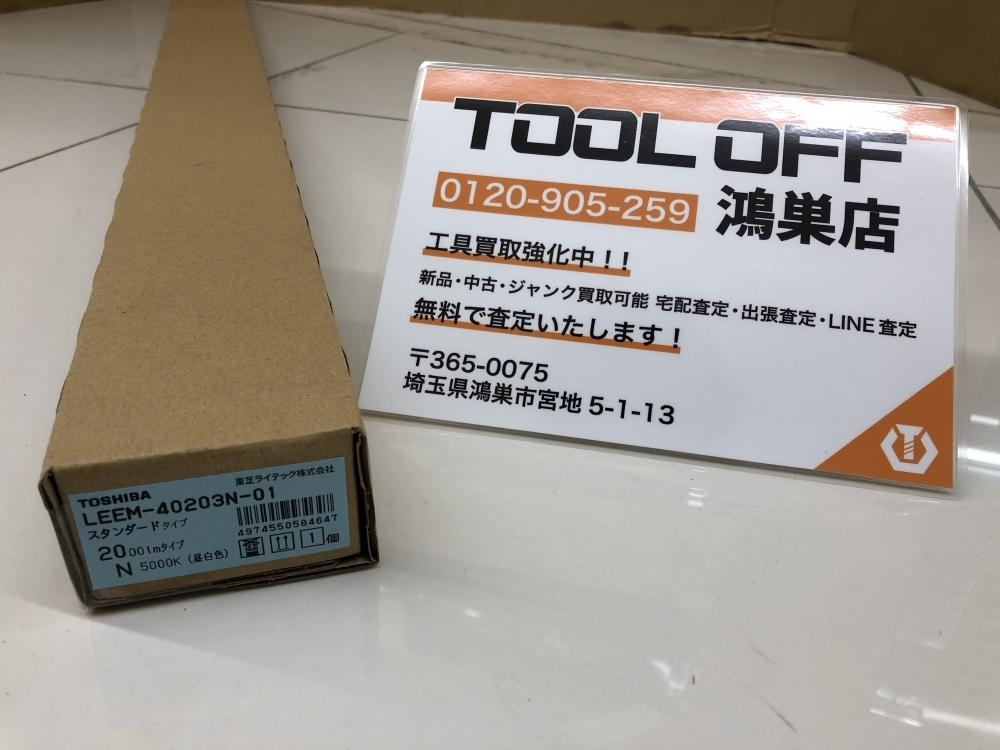 TOOL OFF
0120-905-259 鴻巣店
工具買取強化中!!
新品・中古・ジャンク買取可能 宅配査定・出張査定・LINE査定
無料で査定いたします!
〒365-0075
埼玉県鴻巣市宮地 5-1-13
TOSHIBA 東芝ライテック株式会社
LEEM-40203N-01
スタンダードタイプ
4974550584647
2000lmタイプ
1個
N 5000K (昼白色)